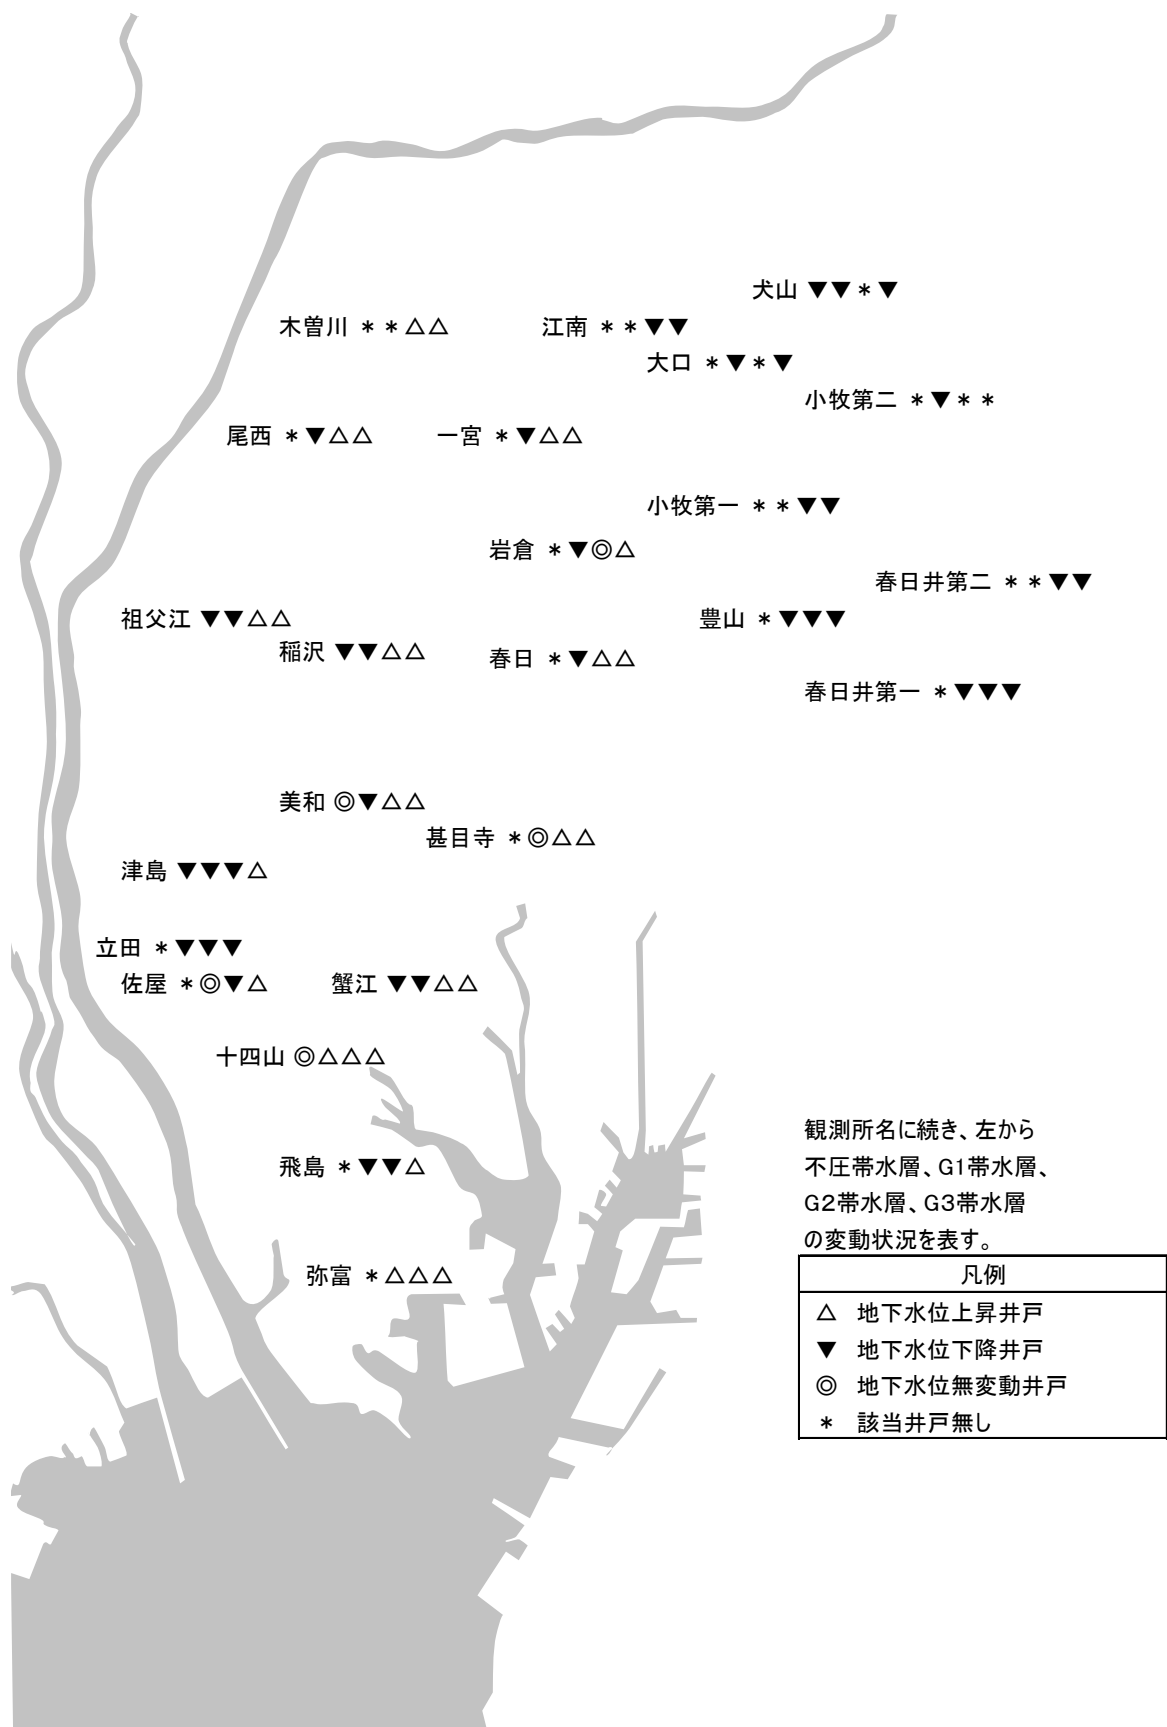 犬山 ▼▼*▼
木曽川 **△△
江南 **▼▼
大口 *▼*▼
小牧第二 *▼**
尾西 *▼△△
一宮 *▼△△
小牧第一 **▼▼
岩倉 *▼◎△
春日井第二 **▼▼
祖父江 ▼▼△△
豊山 *▼▼▼
稲沢 ▼▼△△
春日 *▼△△
春日井第一 *▼▼▼
美和 ◎▼△△
甚目寺 *◎△△
津島 ▼▼▼△
立田 *▼▼▼
佐屋 *◎▼△
蟹江 ▼▼△△
十四山 ◎△△△
飛島 *▼▼△
弥富 *△△△
観測所名に続き、左から
不圧帯水層、G1帯水層、
G2帯水層、G3帯水層
の変動状況を表す。
凡例
△ 地下水位上昇井戸
▼ 地下水位下降井戸
◎ 地下水位無変動井戸
* 該当井戸無し